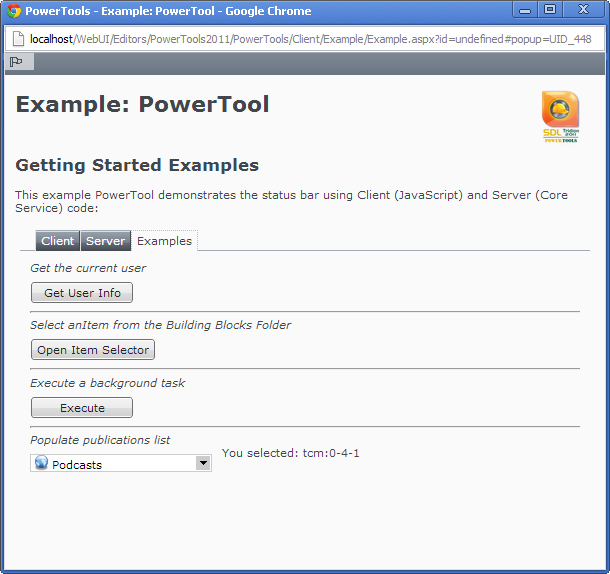 PowerTools - Example: PowerTool - Google Chrome
localhost/WebUI/Editors/PowerTools2011/PowerTools/Client/Example/Example.aspx?id=undefined#popup=UID_448
Example: PowerTool
SDL Tridion 2011
POWERTOOLS
Getting Started Examples
This example PowerTool demonstrates the status bar using Client (JavaScript) and Server (Core
Service) code:
Client Server Examples
Get the current user
Get User Info
Select anItem from the Building Blocks Folder
Open Item Selector
Execute a background task
Execute
Populate publications list
Podcasts You selected: tcm:0-4-1